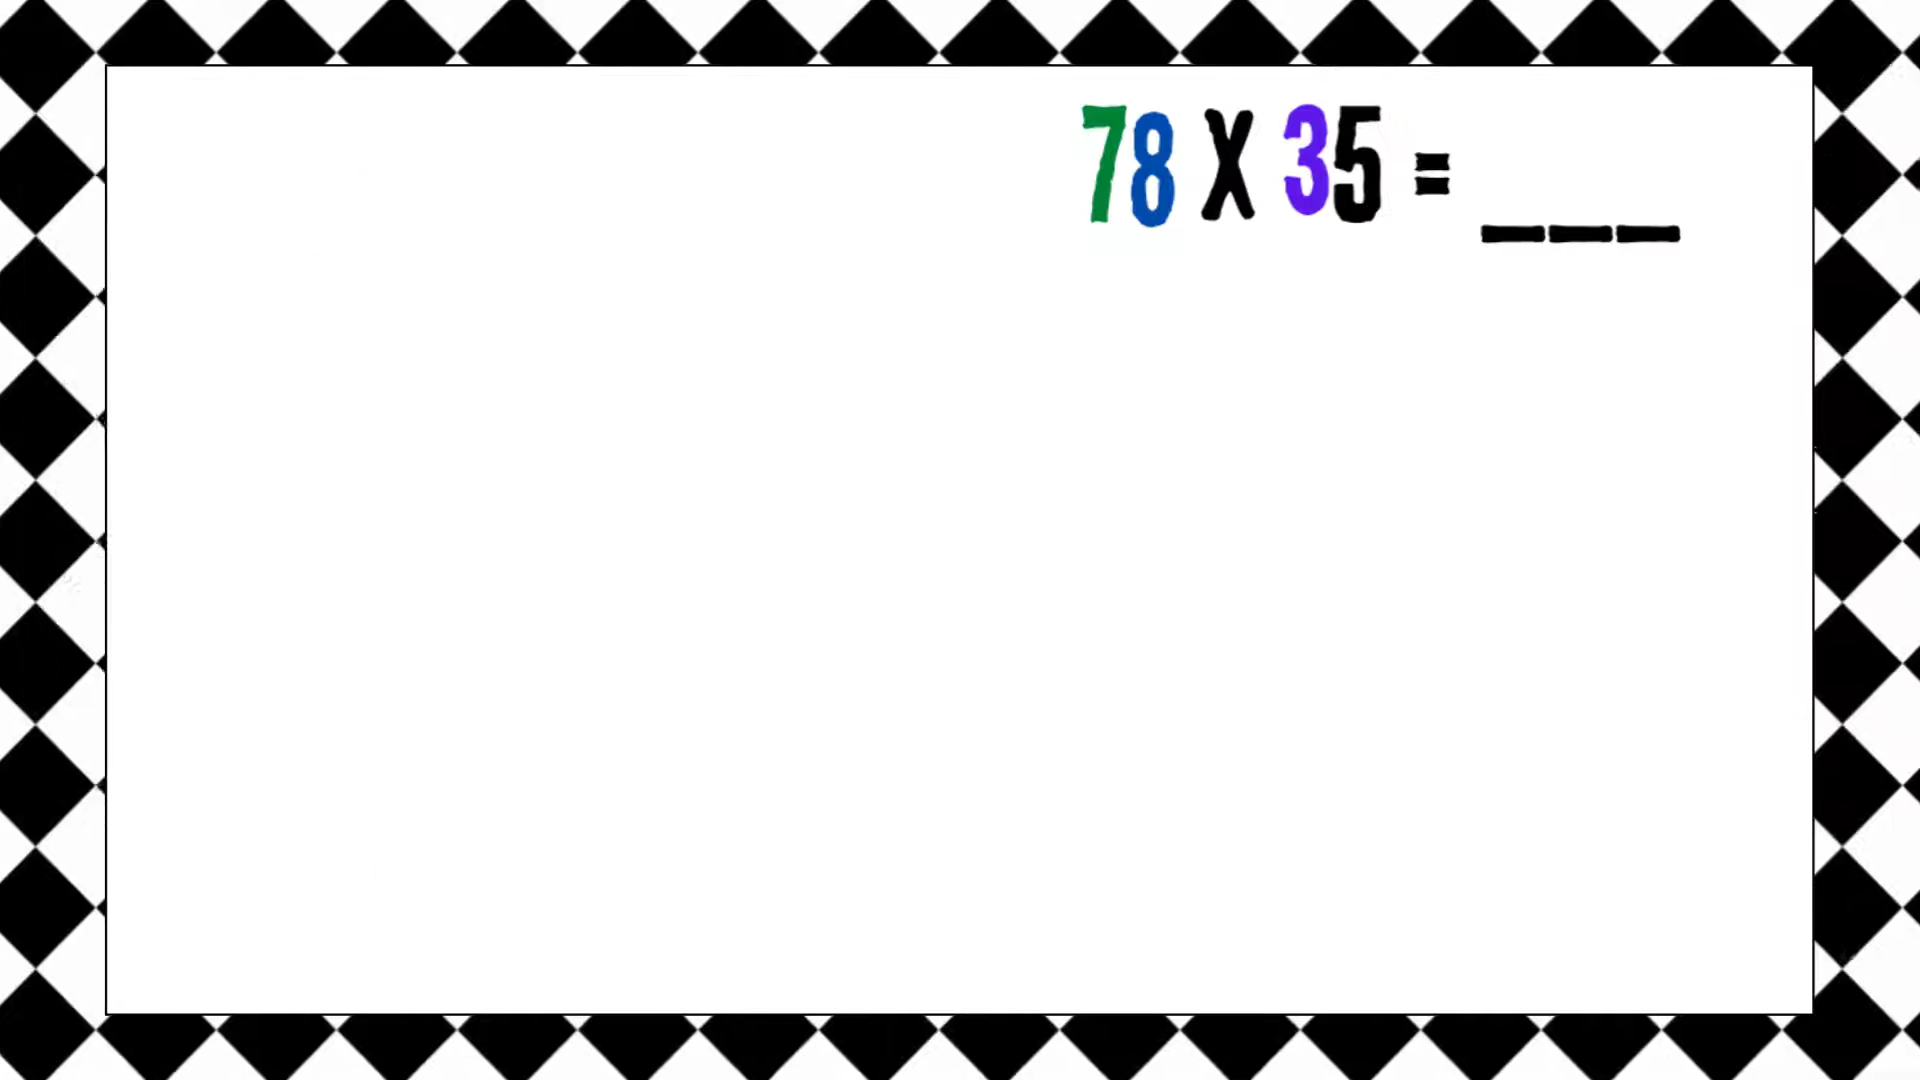 78 X 35 = ___